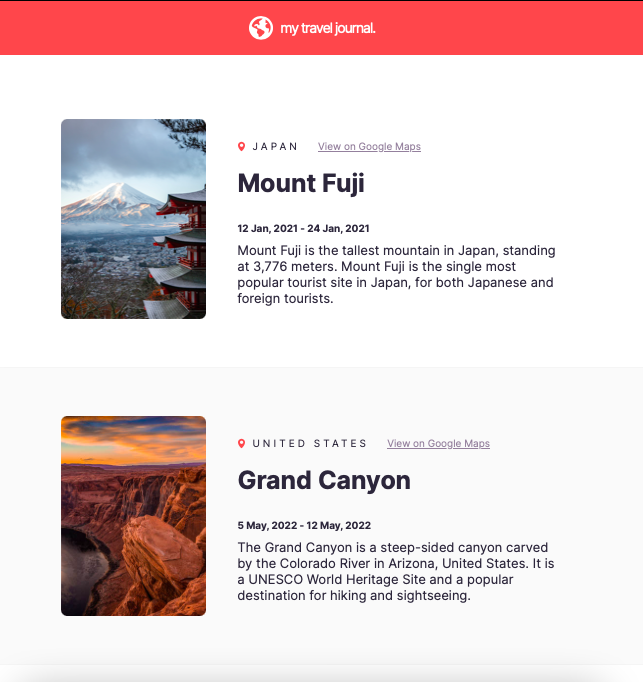 my travel journal.
JAPAN View on Google Maps
Mount Fuji
12 Jan, 2021 - 24 Jan, 2021
Mount Fuji is the tallest mountain in Japan, standing
at 3,776 meters. Mount Fuji is the single most
popular tourist site in Japan, for both Japanese and
foreign tourists.
UNITED STATES View on Google Maps
Grand Canyon
5 May, 2022 - 12 May, 2022
The Grand Canyon is a steep-sided canyon carved
by the Colorado River in Arizona, United States. It is
a UNESCO World Heritage Site and a popular
destination for hiking and sightseeing.